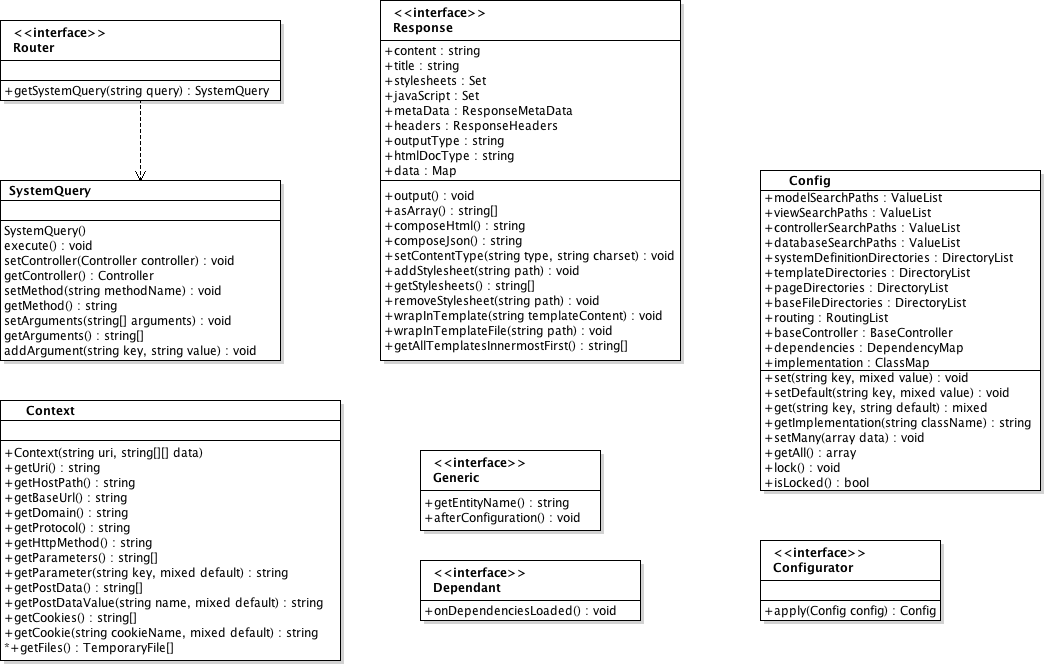 <<interface>>
Router
+getSystemQuery(string query) : SystemQuery
SystemQuery
SystemQuery()
execute() : void
setController(Controller controller) : void
getController() : Controller
setMethod(string methodName) : void
getMethod() : string
setArguments(string[] arguments) : void
getArguments() : string[]
addArgument(string key, string value) : void
Context
+Context(string uri, string[][] data)
+getUri() : string
+getHostPath() : string
+getBaseUrl() : string
+getDomain() : string
+getProtocol() : string
+getHttpMethod() : string
+getParameters() : string[]
+getParameter(string key, mixed default) : string
+getPostData() : string[]
+getPostDataValue(string name, mixed default) : string
+getCookies() : string[]
+getCookie(string cookieName, mixed default) : string
*+getFiles() : TemporaryFile[]
<<interface>>
Response
+content : string
+title : string
+stylesheets : Set
+javaScript : Set
+metaData : ResponseMetaData
+headers : ResponseHeaders
+outputType : string
+htmlDocType : string
+data : Map
+output() : void
+asArray() : string[]
+composeHtml() : string
+composeJson() : string
+setContentType(string type, string charset) : void
+addStylesheet(string path) : void
+getStylesheets() : string[]
+removeStylesheet(string path) : void
+wrapInTemplate(string templateContent) : void
+wrapInTemplateFile(string path) : void
+getAllTemplatesInnermostFirst() : string[]
<<interface>>
Generic
+getEntityName() : string
+afterConfiguration() : void
<<interface>>
Dependant
+onDependenciesLoaded() : void
Config
+modelSearchPaths : ValueList
+viewSearchPaths : ValueList
+controllerSearchPaths : ValueList
+databaseSearchPaths : ValueList
+systemDefinitionDirectories : DirectoryList
+templateDirectories : DirectoryList
+pageDirectories : DirectoryList
+baseFileDirectories : DirectoryList
+routing : RoutingList
+baseController : BaseController
+dependencies : DependencyMap
+implementation : ClassMap
+set(string key, mixed value) : void
+setDefault(string key, mixed value) : void
+get(string key, string default) : mixed
+getImplementation(string className) : string
+setMany(array data) : void
+getAll() : array
+lock() : void
+isLocked() : bool
<<interface>>
Configurator
+apply(Config config) : Config